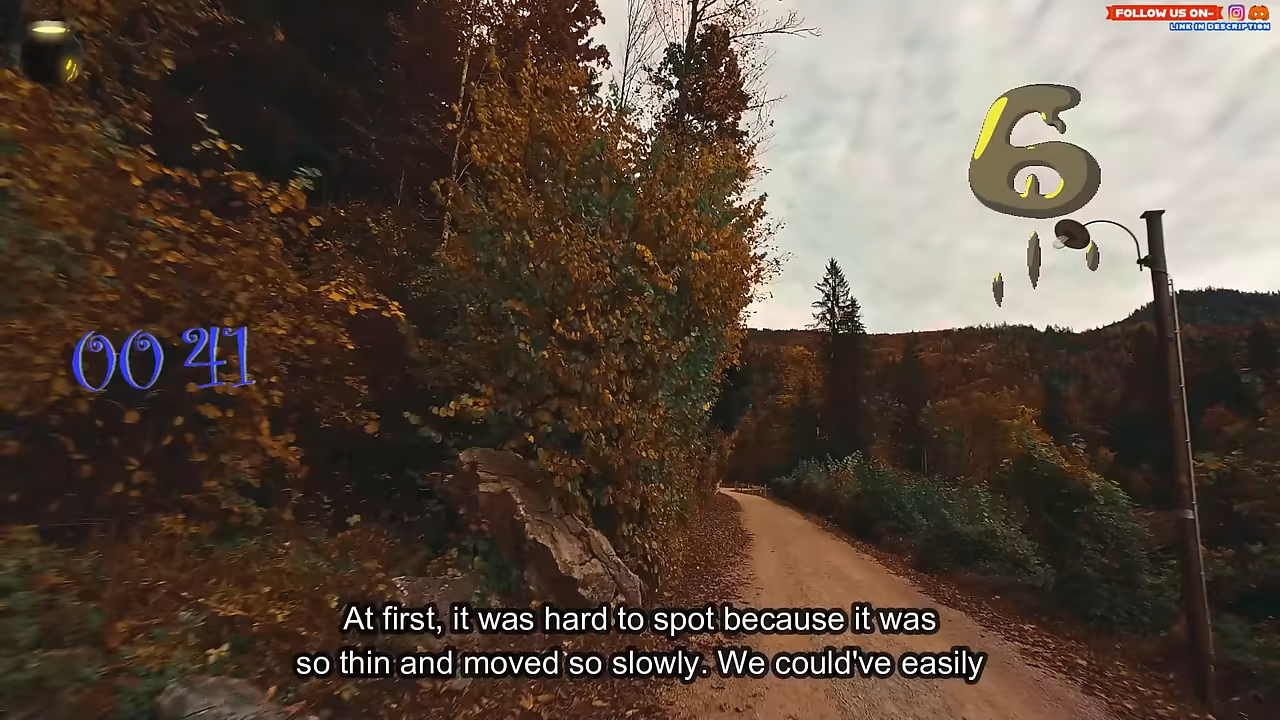 FOLLOW US ON-
LINK IN DESCRIPTION
6
00 41
At first, it was hard to spot because it was
so thin and moved so slowly. We could've easily